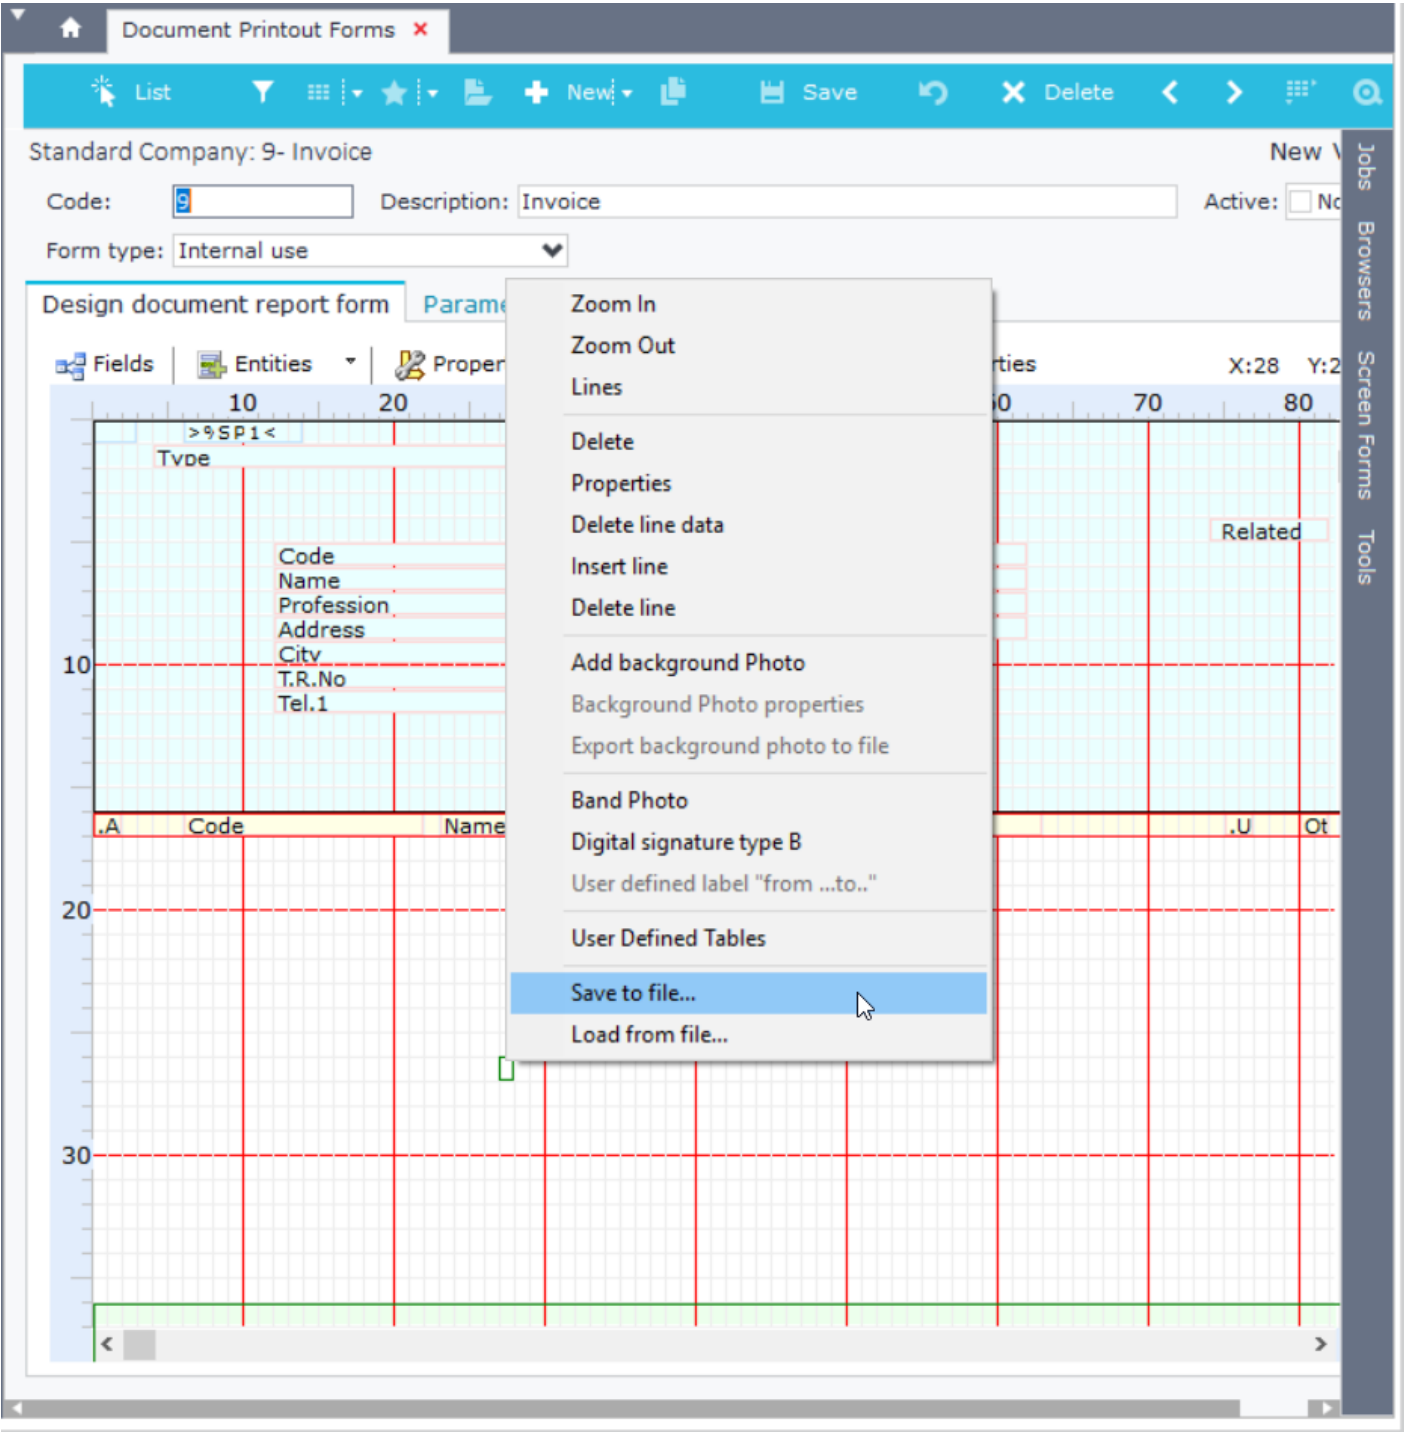 Document Printout Forms
List New Save Delete
Standard Company: 9- Invoice New
Code: 9 Description: Invoice Active:
Form type: Internal use
Design document report form
Fields Entities X:28
10 20 70 80
>9SP1<
Type
Related
Code
Name
Profession
Address
City
10
T.R.No
Tel.1
.A Code Name .U Ot
20
30
Zoom In
Zoom Out
Lines
Delete
Properties
Delete line data
Insert line
Delete line
Add background Photo
Background Photo properties
Export background photo to file
Band Photo
Digital signature type B
User defined label "from ...to.."
User Defined Tables
Save to file...
Load from file...
Jobs
Browsers
Screen Forms
Tools